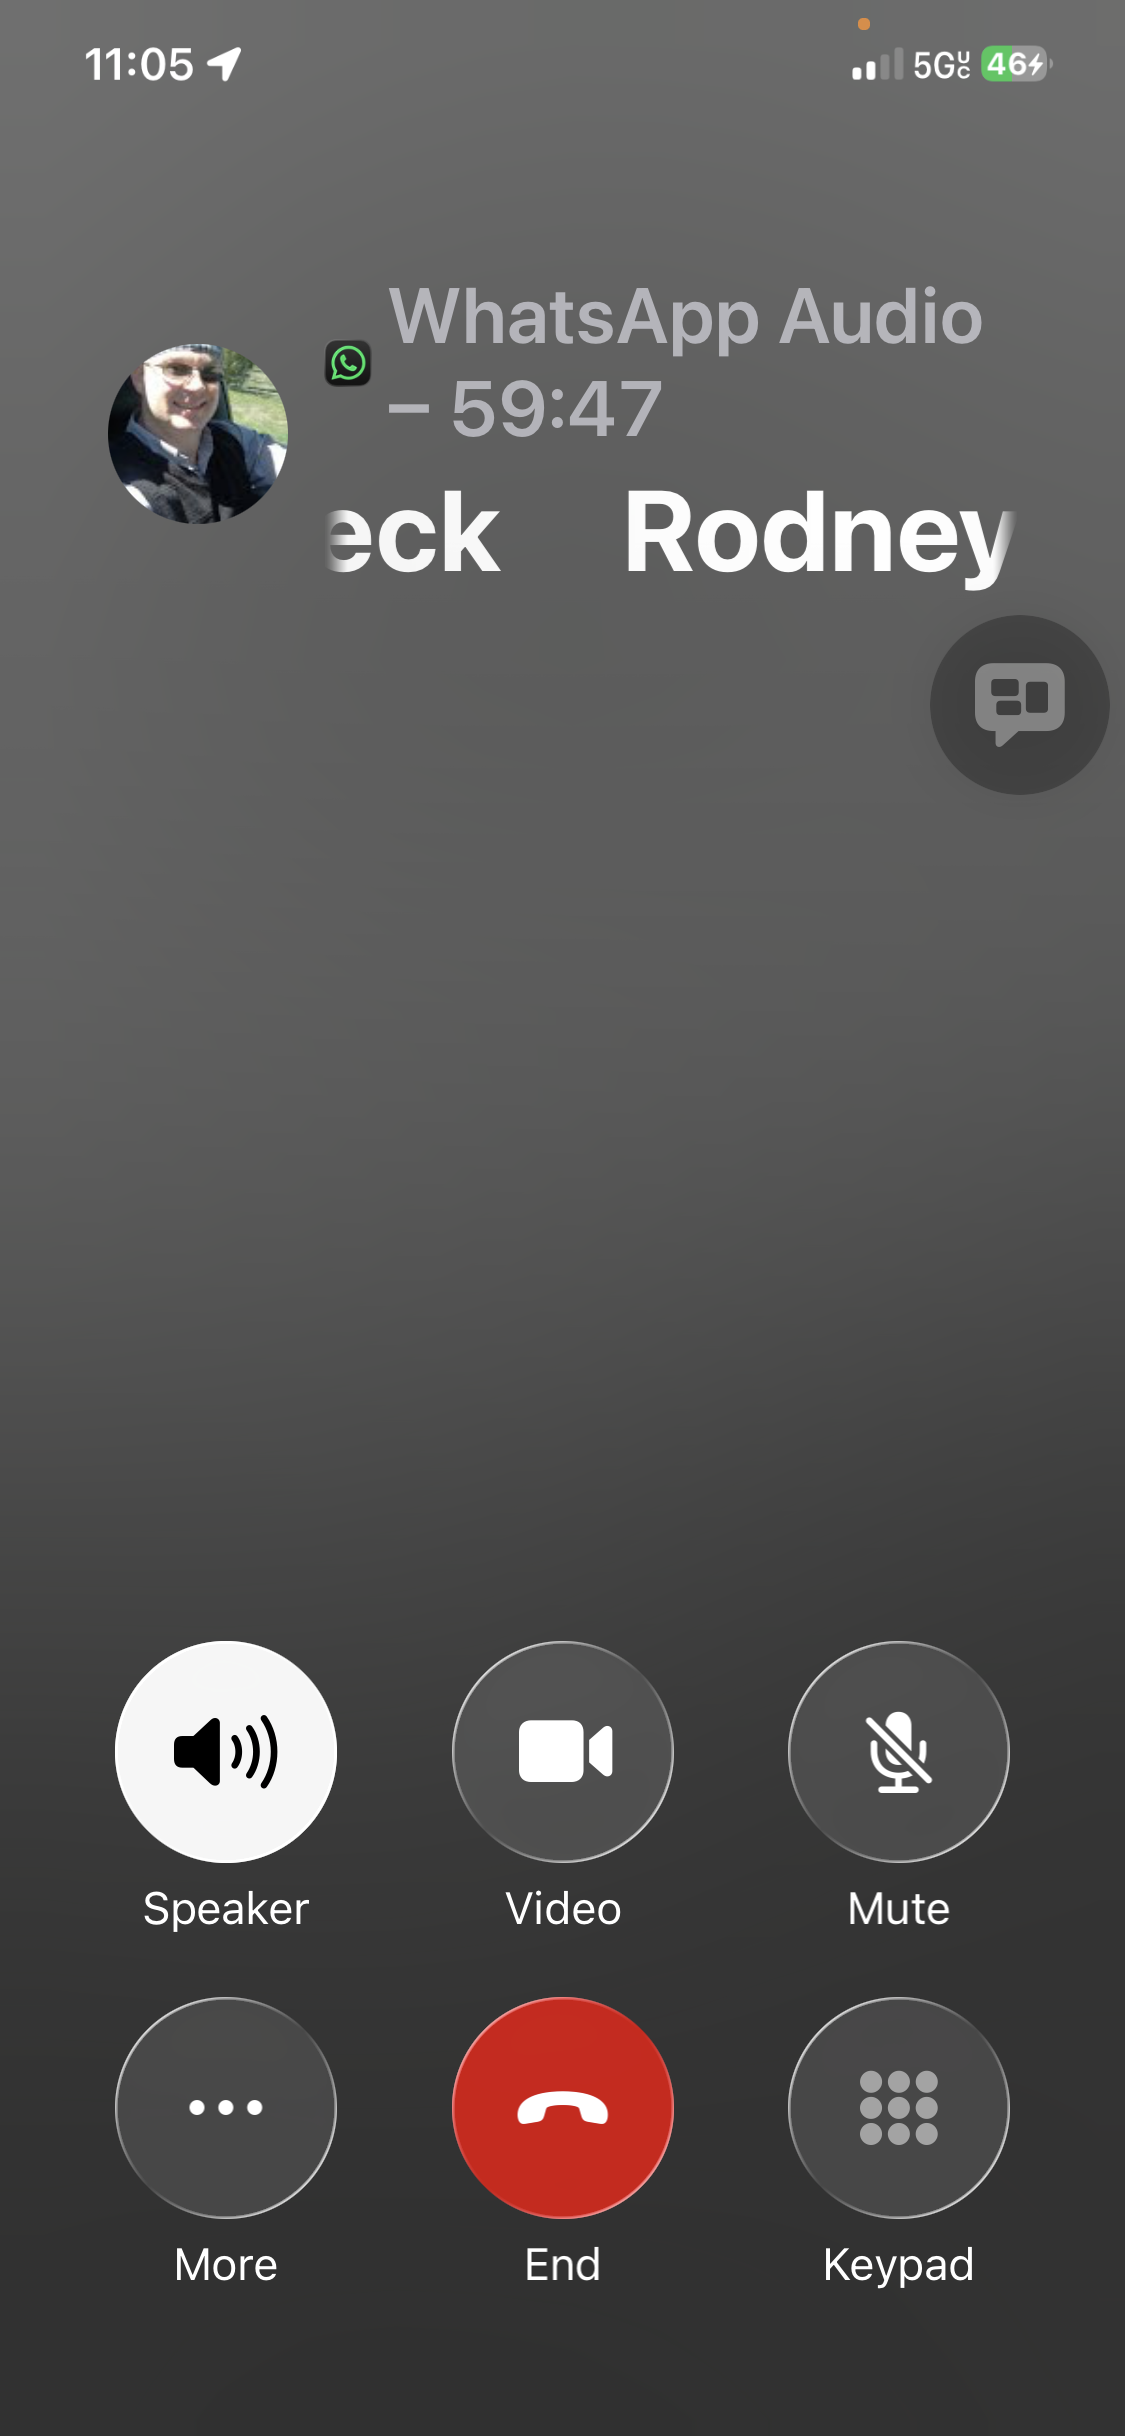 11:05
5G UC
46
WhatsApp Audio
– 59:47
eck Rodney
Speaker
Video
Mute
More
End
Keypad